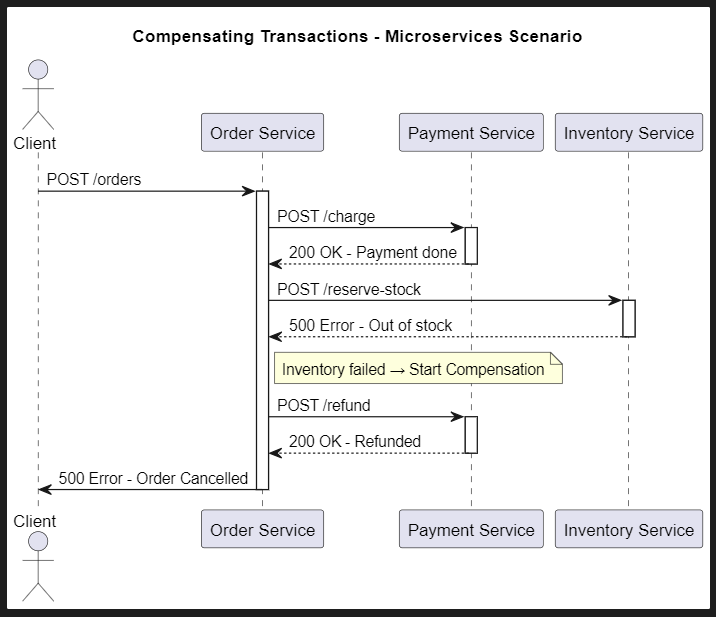 Compensating Transactions - Microservices Scenario
Client
Order Service
Payment Service
Inventory Service
POST /orders
POST /charge
200 OK - Payment done
POST /reserve-stock
500 Error - Out of stock
Inventory failed → Start Compensation
POST /refund
200 OK - Refunded
500 Error - Order Cancelled
Client
Order Service
Payment Service
Inventory Service